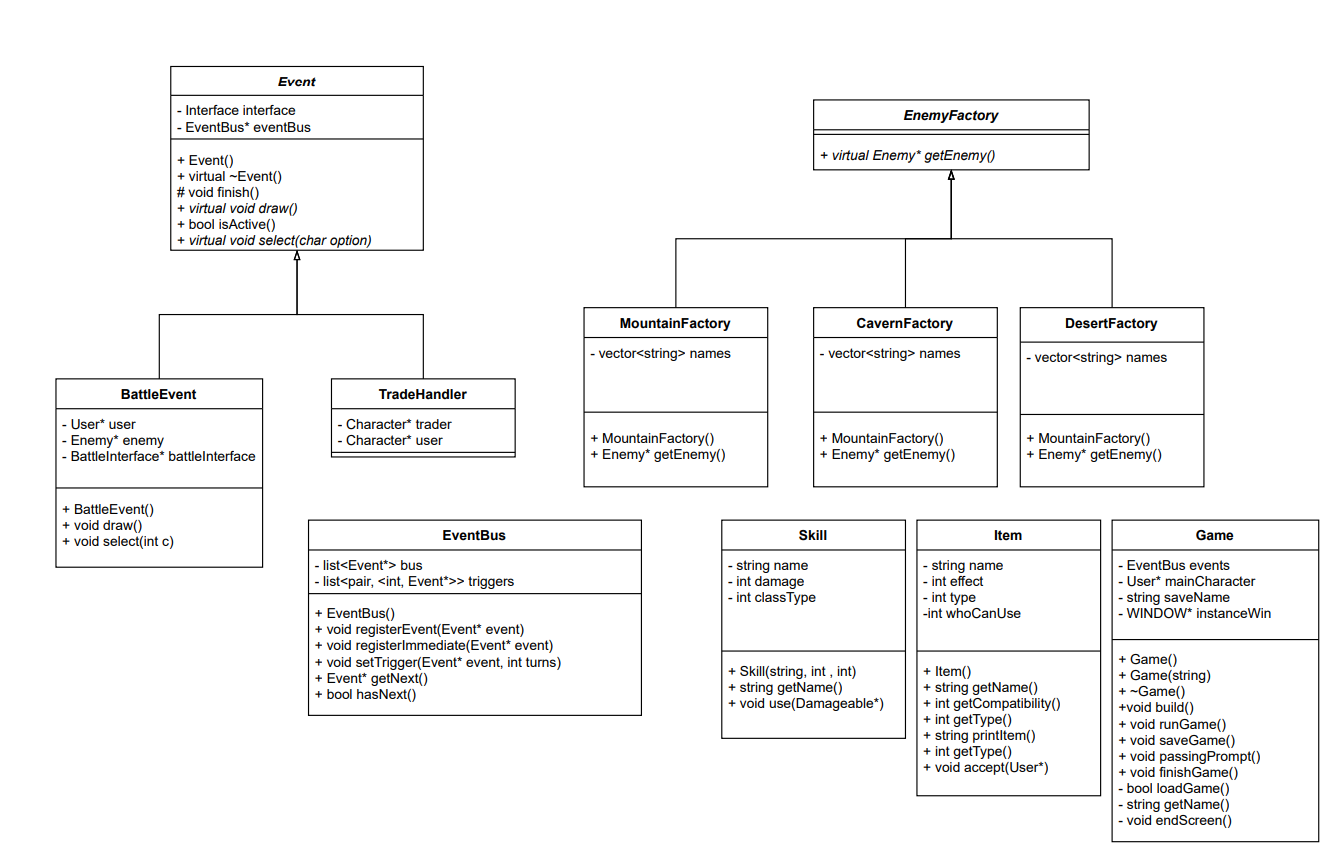 Event
- Interface interface
- EventBus* eventBus
+ Event()
+ virtual ~Event()
# void finish()
+ virtual void draw()
+ bool isActive()
+ virtual void select(char option)
EnemyFactory
+ virtual Enemy* getEnemy()
MountainFactory
- vector<string> names
+ MountainFactory()
+ Enemy* getEnemy()
CavernFactory
- vector<string> names
+ MountainFactory()
+ Enemy* getEnemy()
DesertFactory
- vector<string> names
+ MountainFactory()
+ Enemy* getEnemy()
BattleEvent
- User* user
- Enemy* enemy
- BattleInterface* battleInterface
+ BattleEvent()
+ void draw()
+ void select(int c)
TradeHandler
- Character* trader
- Character* user
EventBus
- list<Event*> bus
- list<pair, <int, Event*>> triggers
+ EventBus()
+ void registerEvent(Event* event)
+ void registerImmediate(Event* event)
+ void setTrigger(Event* event, int turns)
+ Event* getNext()
+ bool hasNext()
Skill
- string name
- int damage
- int classType
+ Skill(string, int , int)
+ string getName()
+ void use(Damageable*)
Item
- string name
- int effect
- int type
-int whoCanUse
+ Item()
+ string getName()
+ int getCompatibility()
+ int getType()
+ string printItem()
+ int getType()
+ void accept(User*)
Game
- EventBus events
- User* mainCharacter
- string saveName
- WINDOW* instanceWin
+ Game()
+ Game(string)
+ ~Game()
+void build()
+ void runGame()
+ void saveGame()
+ void passingPrompt()
+ void finishGame()
- bool loadGame()
- string getName()
- void endScreen()